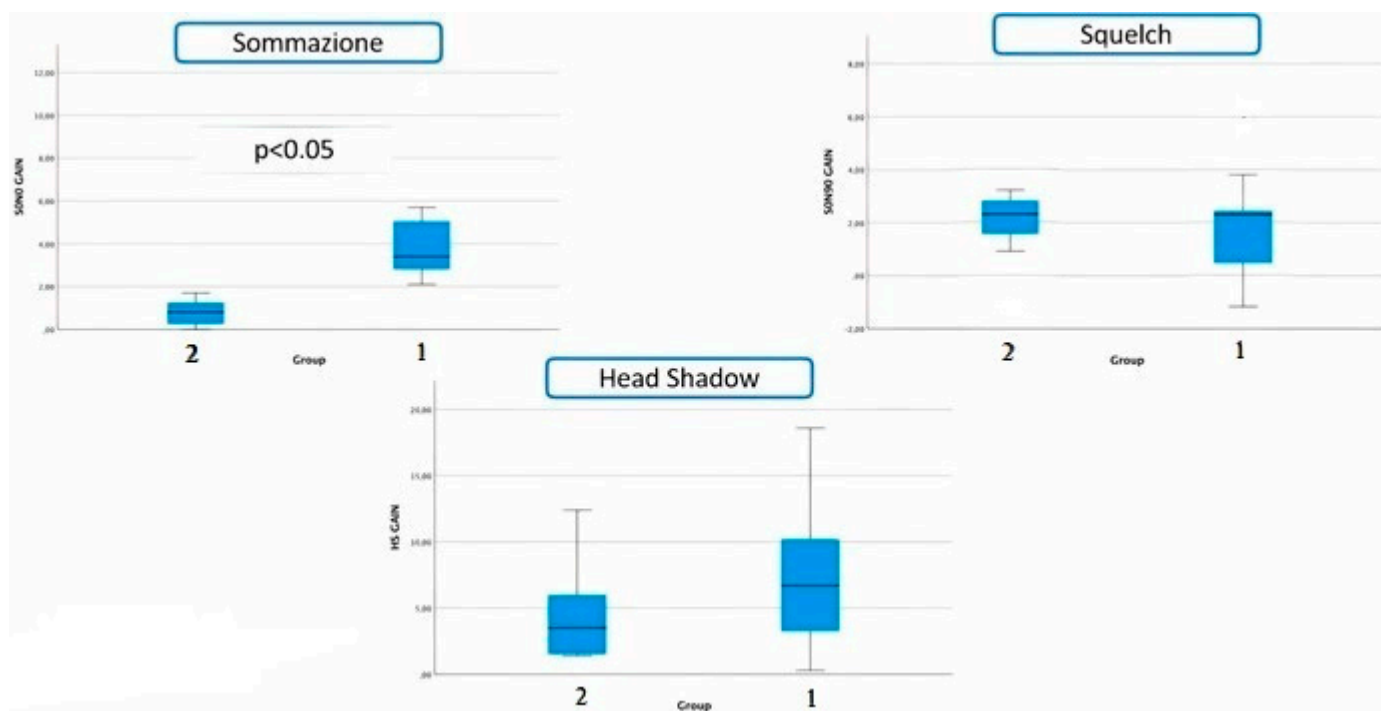 Sommazione
12,00
10,00
8,00
6,00
4,00
2,00
,00
S0N0 GAIN
p<0.05
2
1
Group
Squelch
8,00
6,00
4,00
2,00
,00
-2,00
S0N90 GAIN
2
1
Group
Head Shadow
20,00
15,00
10,00
5,00
,00
HS GAIN
2
1
Group